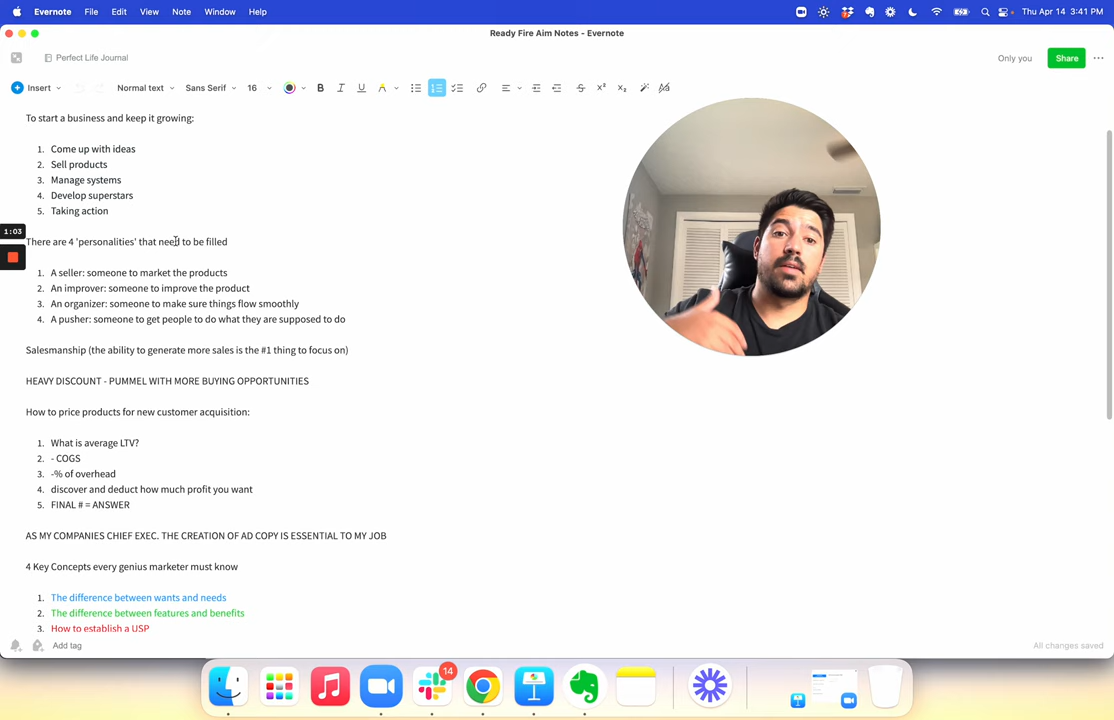 Evernote File Edit View Note Window Help Thu Apr 14 3:41 PM
Ready Fire Aim Notes - Evernote
Perfect Life Journal Only you Share
Insert Normal text Sans Serif 16 B I U
To start a business and keep it growing:
1. Come up with ideas
2. Sell products
3. Manage systems
4. Develop superstars
5. Taking action
1:03
There are 4 'personalities' that need to be filled
1. A seller: someone to market the products
2. An improver: someone to improve the product
3. An organizer: someone to make sure things flow smoothly
4. A pusher: someone to get people to do what they are supposed to do
Salesmanship (the ability to generate more sales is the #1 thing to focus on)
HEAVY DISCOUNT - PUMMEL WITH MORE BUYING OPPORTUNITIES
How to price products for new customer acquisition:
1. What is average LTV?
2. - COGS
3. -% of overhead
4. discover and deduct how much profit you want
5. FINAL # = ANSWER
AS MY COMPANIES CHIEF EXEC. THE CREATION OF AD COPY IS ESSENTIAL TO MY JOB
4 Key Concepts every genius marketer must know
1. The difference between wants and needs
2. The difference between features and benefits
3. How to establish a USP
Add tag All changes saved
14